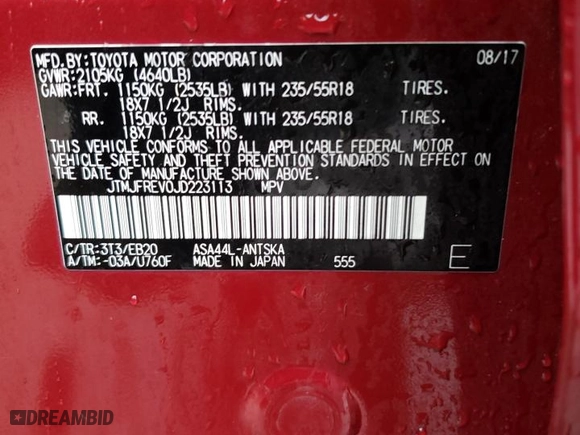 MFD. BY: TOYOTA MOTOR CORPORATION 08/17
GVWR: 2105KG (4640LB)
GAWR: FRT. 1150KG (2535LB) WITH 235/55R18 TIRES.
18X7 1/2J RIMS.
RR. 1150KG (2535LB) WITH 235/55R18 TIRES.
18X7 1/2J RIMS.
THIS VEHICLE CONFORMS TO ALL APPLICABLE FEDERAL MOTOR
VEHICLE SAFETY AND THEFT PREVENTION STANDARDS IN EFFECT
ON THE DATE OF MANUFACTURE SHOWN ABOVE.
JTMJFREV0JD223113 MPV
C/TR: 3T3/EB20 ASA44L-ANTSKA
A/TM: -03A/U760F MADE IN JAPAN 555 E
DREAMBID